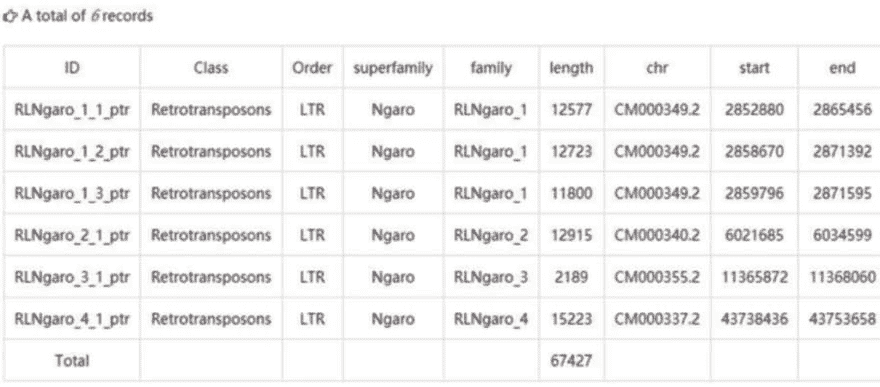 A total of 6 records
ID Class Order superfamily family length chr start end
RLNgaro_1_1_ptr Retrotransposons LTR Ngaro RLNgaro_1 12577 CM000349.2 2852880 2865456
RLNgaro_1_2_ptr Retrotransposons LTR Ngaro RLNgaro_1 12723 CM000349.2 2858670 2871392
RLNgaro_1_3_ptr Retrotransposons LTR Ngaro RLNgaro_1 11800 CM000349.2 2859796 2871595
RLNgaro_2_1_ptr Retrotransposons LTR Ngaro RLNgaro_2 12915 CM000340.2 6021685 6034599
RLNgaro_3_1_ptr Retrotransposons LTR Ngaro RLNgaro_3 2189 CM000355.2 11365872 11368060
RLNgaro_4_1_ptr Retrotransposons LTR Ngaro RLNgaro_4 15223 CM000337.2 43738436 43753658
Total 67427